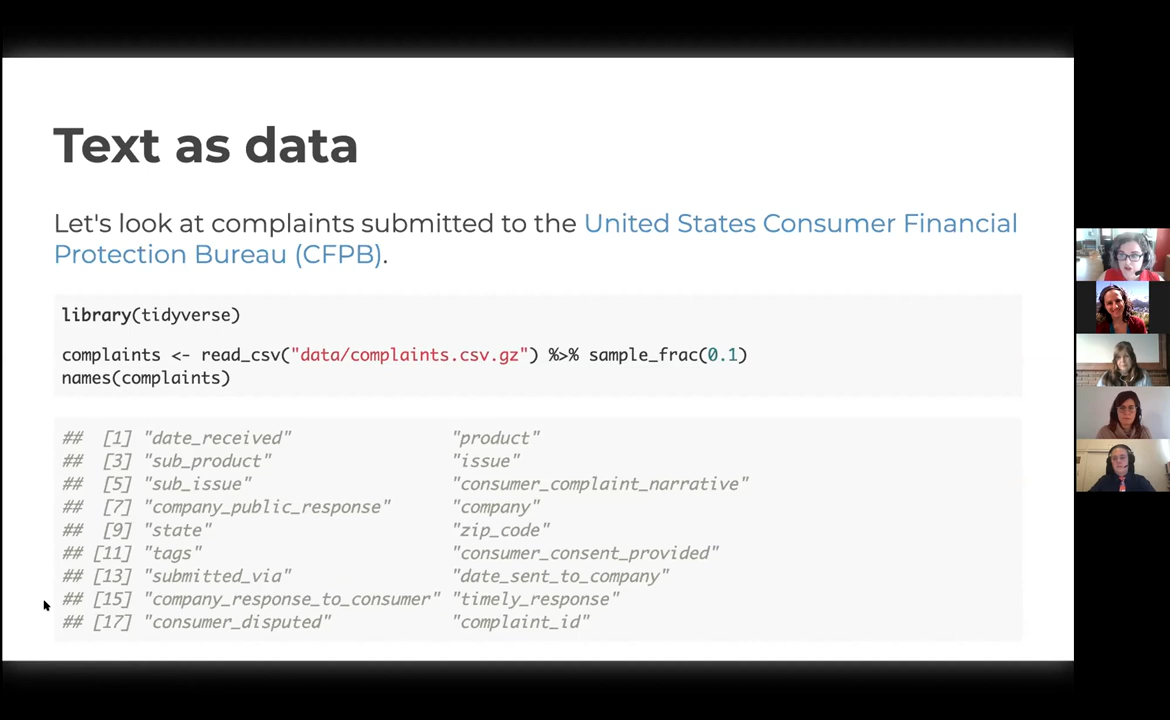 Text as data
Let's look at complaints submitted to the United States Consumer Financial
Protection Bureau (CFPB).
library(tidyverse)
complaints <- read_csv("data/complaints.csv.gz") %>% sample_frac(0.1)
names(complaints)
##  [1] "date_received"                "product"
##  [3] "sub_product"                  "issue"
##  [5] "sub_issue"                    "consumer_complaint_narrative"
##  [7] "company_public_response"      "company"
##  [9] "state"                        "zip_code"
## [11] "tags"                         "consumer_consent_provided"
## [13] "submitted_via"                "date_sent_to_company"
## [15] "company_response_to_consumer" "timely_response"
## [17] "consumer_disputed"            "complaint_id"